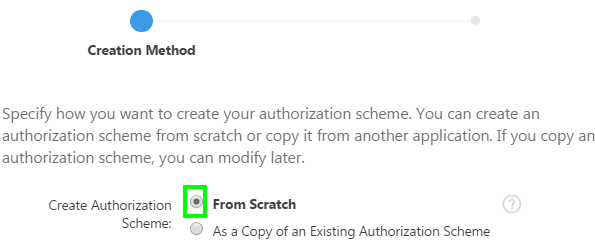 Creation Method
Specify how you want to create your authorization scheme. You can create an
authorization scheme from scratch or copy it from another application. If you copy an
authorization scheme, you can modify later.
Create Authorization Scheme:
From Scratch
?
As a Copy of an Existing Authorization Scheme